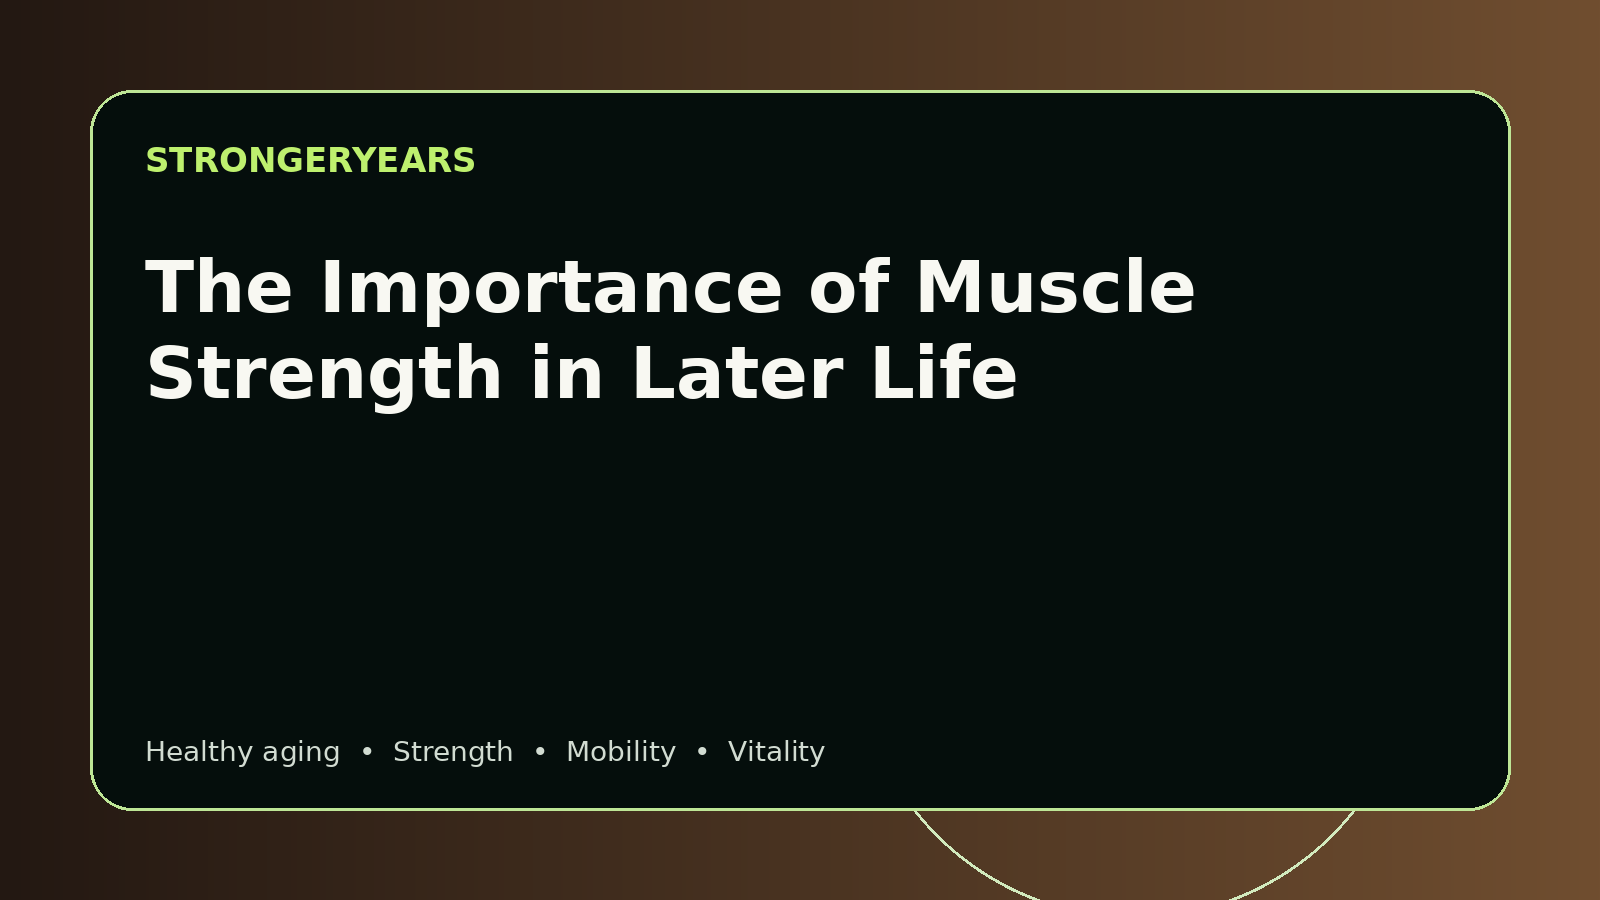 STRONGERYEARS
The Importance of Muscle
Strength in Later Life
Healthy aging • Strength • Mobility • Vitality